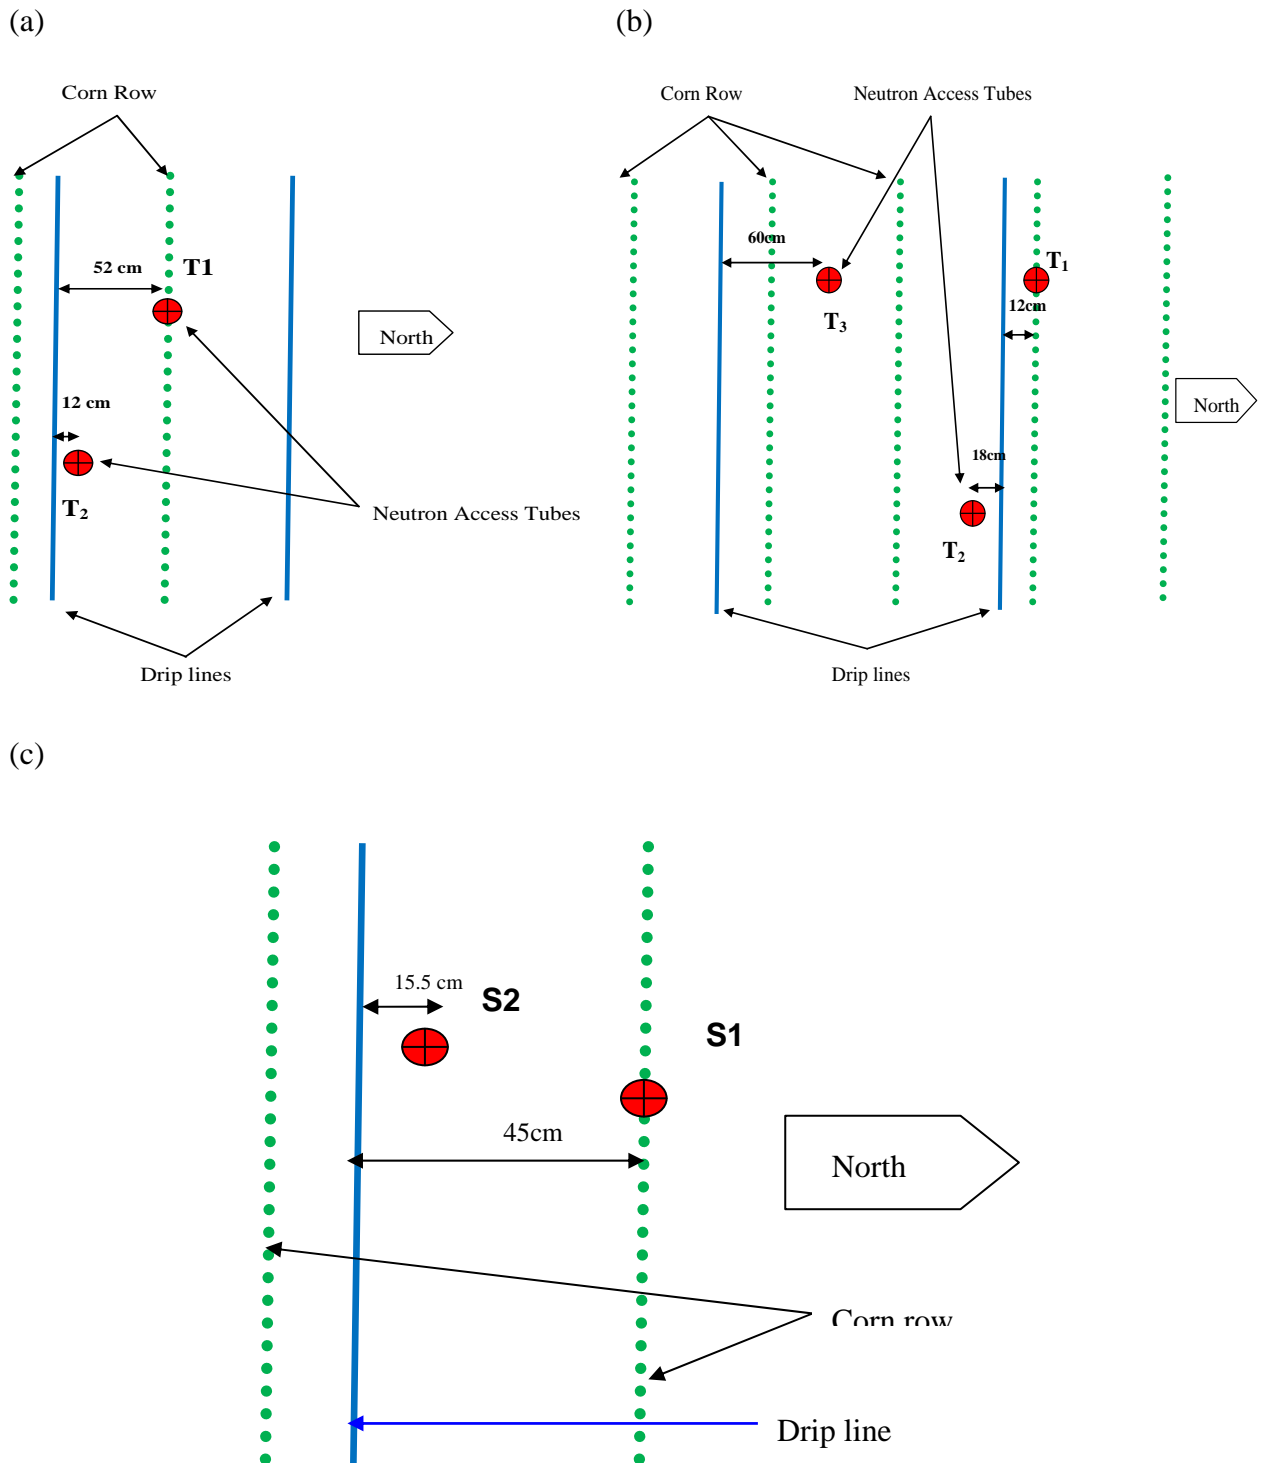 (a)
(b)
Corn Row
Corn Row
Neutron Access Tubes
52 cm
T1
60cm
T1
T3
12cm
North
North
12 cm
18cm
T2
Neutron Access Tubes
T2
Drip lines
Drip lines
(c)
15.5 cm
S2
S1
45cm
North
Corn row
Drip line